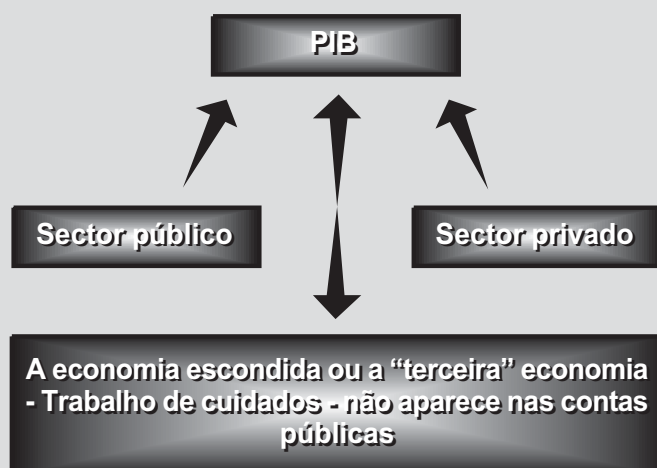 PIB
Sector público
Sector privado
A economia escondida ou a “terceira” economia
- Trabalho de cuidados - não aparece nas contas
públicas